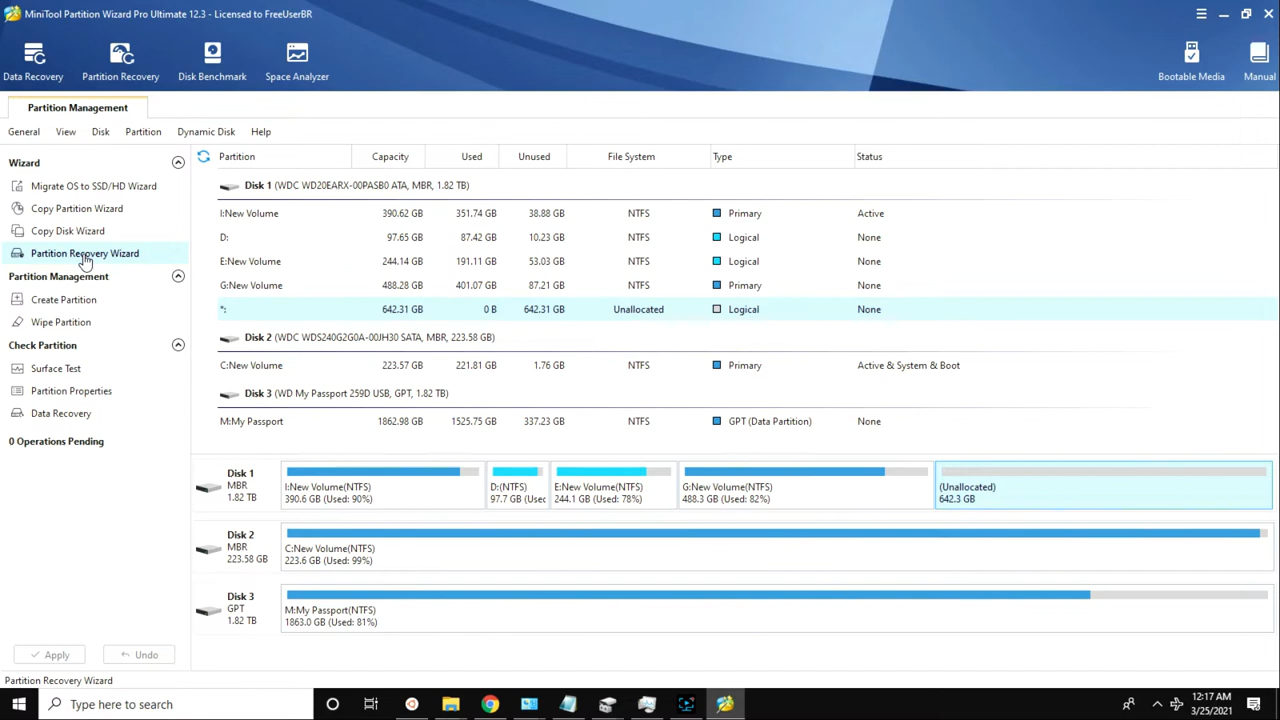 MiniTool Partition Wizard Pro Ultimate 12.3 - Licensed to FreeUserBR
Data Recovery Partition Recovery Disk Benchmark Space Analyzer Bootable Media Manual
Partition Management
General View Disk Partition Dynamic Disk Help
Wizard
Migrate OS to SSD/HD Wizard
Copy Partition Wizard
Copy Disk Wizard
Partition Recovery Wizard
Partition Management
Create Partition
Wipe Partition
Check Partition
Surface Test
Partition Properties
Data Recovery
0 Operations Pending
Apply Undo
Partition Capacity Used Unused File System Type Status
Disk 1 (WDC WD20EARX-00PASB0 ATA, MBR, 1.82 TB)
I:New Volume 390.62 GB 351.74 GB 38.88 GB NTFS Primary Active
D: 97.65 GB 87.42 GB 10.23 GB NTFS Logical None
E:New Volume 244.14 GB 191.11 GB 53.03 GB NTFS Logical None
G:New Volume 488.28 GB 401.07 GB 87.21 GB NTFS Primary None
*: 642.31 GB 0 B 642.31 GB Unallocated Logical None
Disk 2 (WDC WDS240G2G0A-00JH30 SATA, MBR, 223.58 GB)
C:New Volume 223.57 GB 221.81 GB 1.76 GB NTFS Primary Active & System & Boot
Disk 3 (WD My Passport 259D USB, GPT, 1.82 TB)
M:My Passport 1862.98 GB 1525.75 GB 337.23 GB NTFS GPT (Data Partition) None
Disk 1
MBR
1.82 TB
I:New Volume(NTFS)
390.6 GB (Used: 90%)
D:(NTFS)
97.7 GB (Usec
E:New Volume(NTFS)
244.1 GB (Used: 78%)
G:New Volume(NTFS)
488.3 GB (Used: 82%)
(Unallocated)
642.3 GB
Disk 2
MBR
223.58 GB
C:New Volume(NTFS)
223.6 GB (Used: 99%)
Disk 3
GPT
1.82 TB
M:My Passport(NTFS)
1863.0 GB (Used: 81%)
Partition Recovery Wizard
Type here to search
12:17 AM
3/25/2021